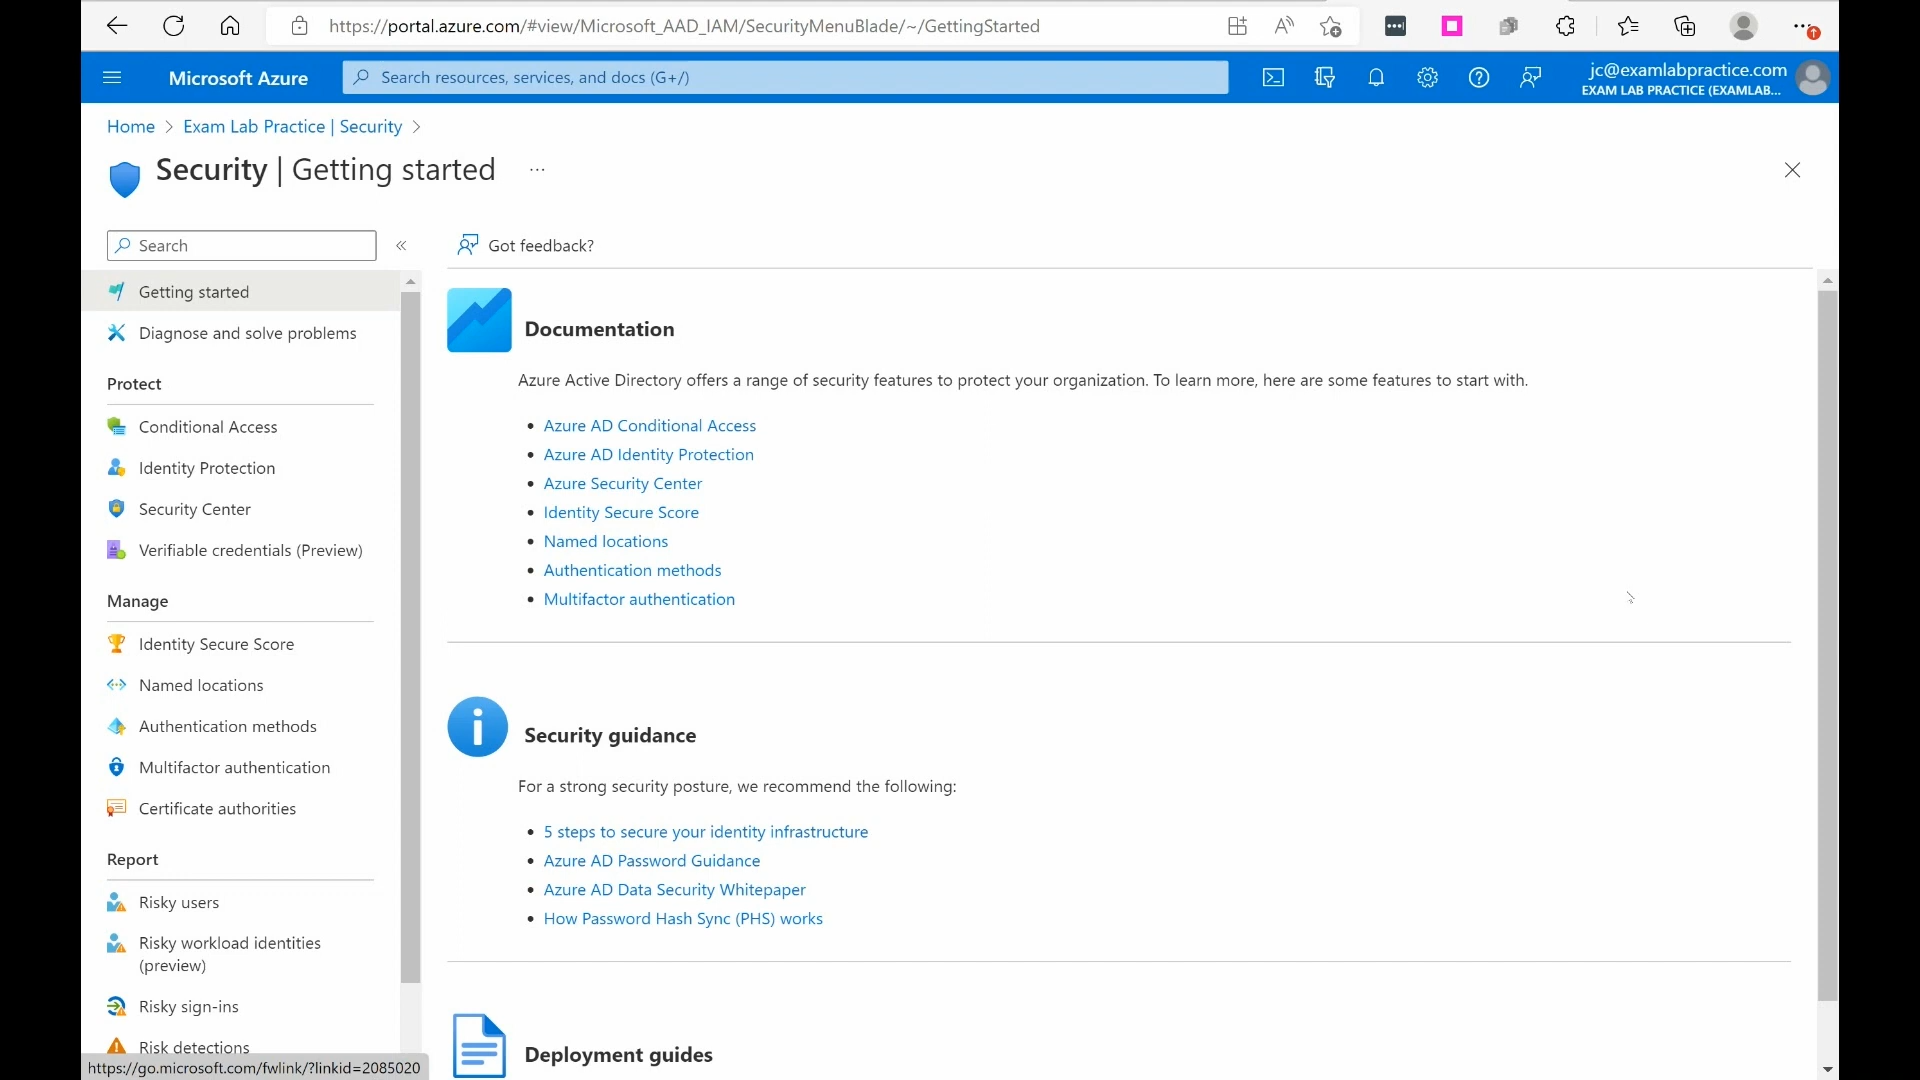 https://portal.azure.com/#view/Microsoft_AAD_IAM/SecurityMenuBlade/~/GettingStarted
Microsoft Azure
Search resources, services, and docs (G+/)
jc@examlabpractice.com
EXAM LAB PRACTICE (EXAMLAB...
Home > Exam Lab Practice | Security >
Security | Getting started ...
Search
Got feedback?
Getting started
Diagnose and solve problems
Protect
Conditional Access
Identity Protection
Security Center
Verifiable credentials (Preview)
Manage
Identity Secure Score
Named locations
Authentication methods
Multifactor authentication
Certificate authorities
Report
Risky users
Risky workload identities
(preview)
Risky sign-ins
Risk detections
https://go.microsoft.com/fwlink/?linkid=2085020
Documentation
Azure Active Directory offers a range of security features to protect your organization. To learn more, here are some features to start with.
• Azure AD Conditional Access
• Azure AD Identity Protection
• Azure Security Center
• Identity Secure Score
• Named locations
• Authentication methods
• Multifactor authentication
Security guidance
For a strong security posture, we recommend the following:
• 5 steps to secure your identity infrastructure
• Azure AD Password Guidance
• Azure AD Data Security Whitepaper
• How Password Hash Sync (PHS) works
Deployment guides